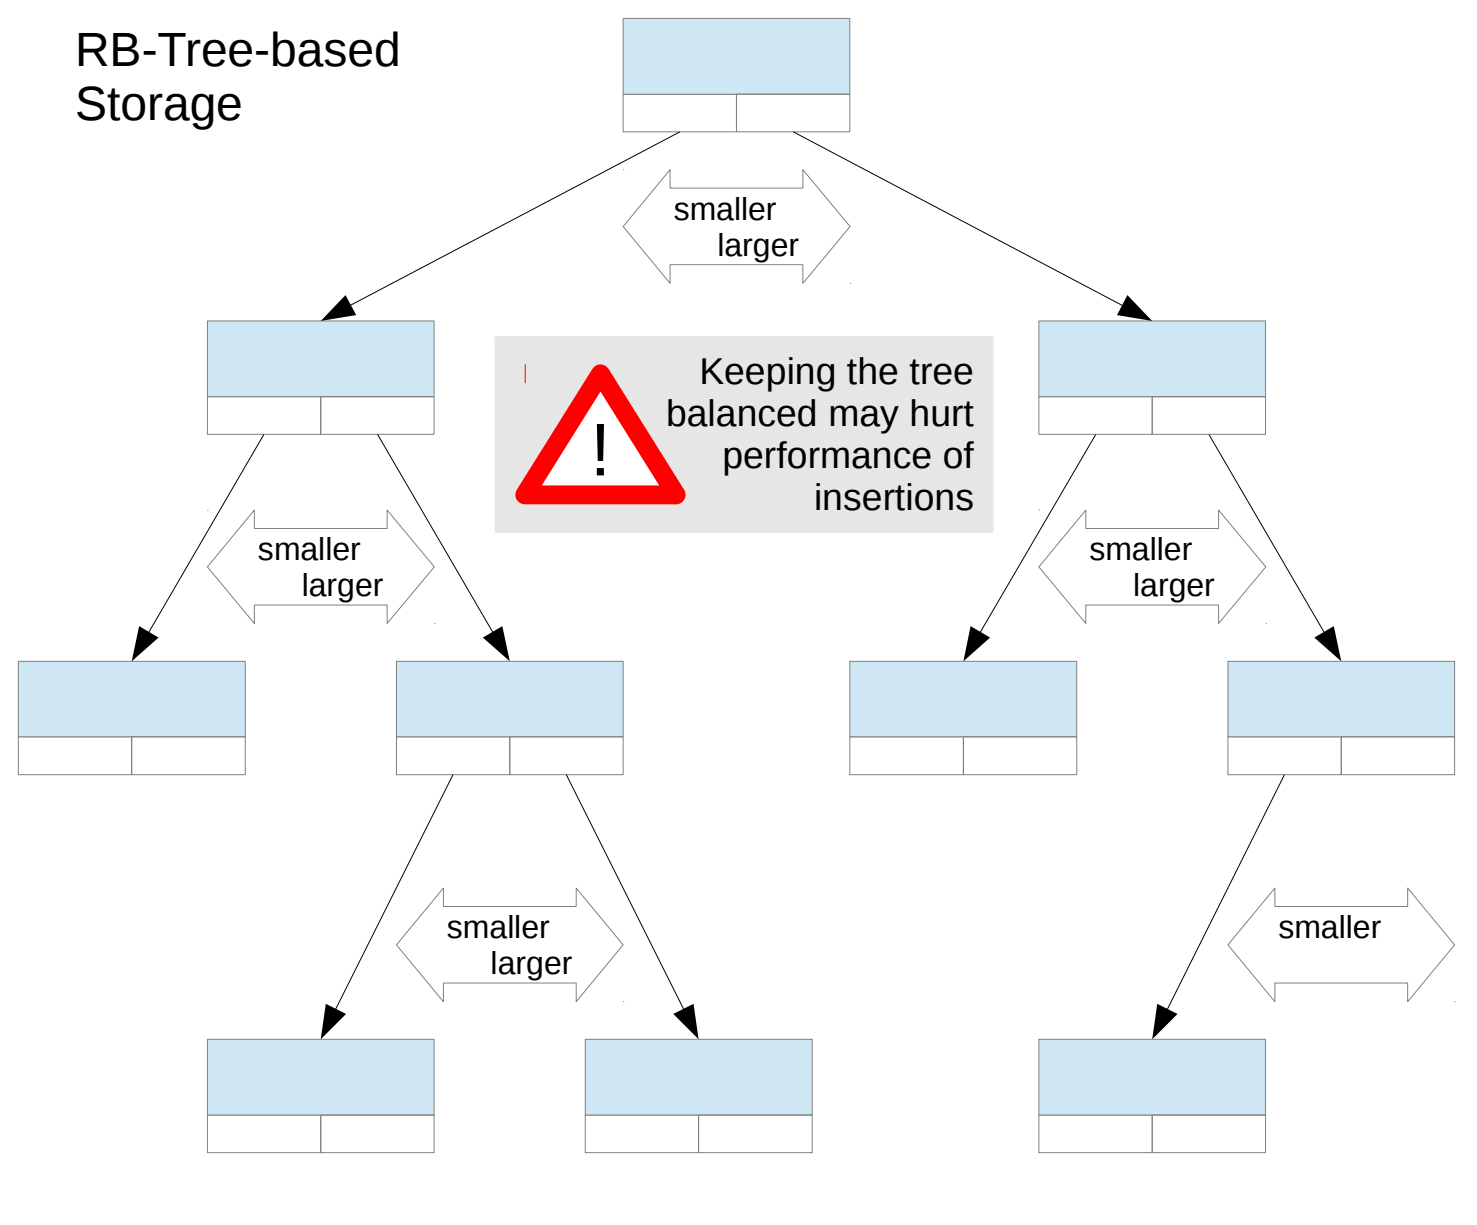 RB-Tree-based
Storage
smaller
larger
Keeping the tree
balanced may hurt
performance of
insertions
!
smaller
larger
smaller
larger
smaller
larger
smaller